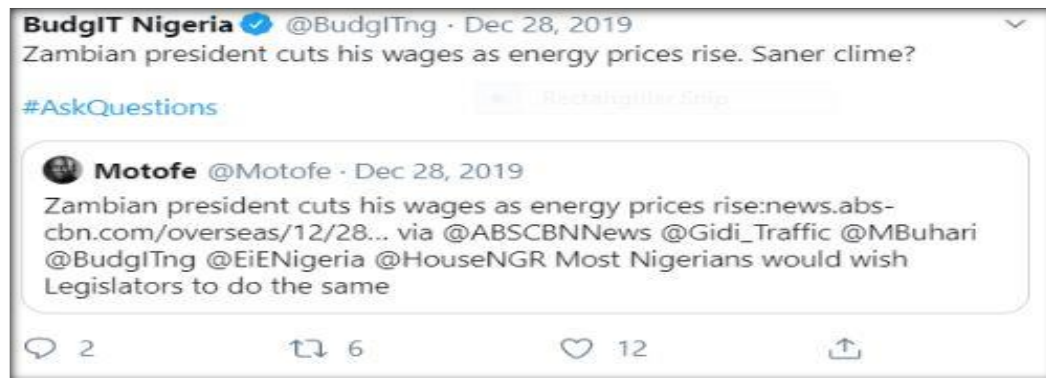 BudgIT Nigeria @BudgITng · Dec 28, 2019
Zambian president cuts his wages as energy prices rise. Saner clime?
#AskQuestions
Rectangular Snip
Motofe @Motofe · Dec 28, 2019
Zambian president cuts his wages as energy prices rise:news.abs-
cbn.com/overseas/12/28... via @ABSCBNNews @Gidi_Traffic @MBuhari
@BudgITng @EiENigeria @HouseNGR Most Nigerians would wish
Legislators to do the same
2 6 12